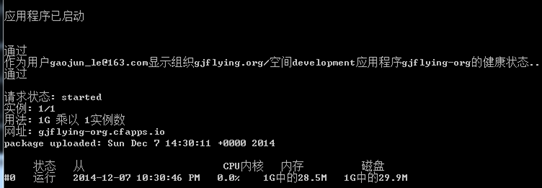 应用程序已启动
通过
作为用户gaojun_le@163.com显示组织gjflying.org/空间development应用程序gjflying-org的健康状态..
通过
请求状态: started
实例: 1/1
用法: 1G 乘以 1实例数
网址: gjflying-org.cfapps.io
package uploaded: Sun Dec 7 14:30:11 +0000 2014
状态 从 CPU内核 内存 磁盘
#0 运行 2014-12-07 10:30:46 PM 0.0% 1G中的28.5M 1G中的29.9M